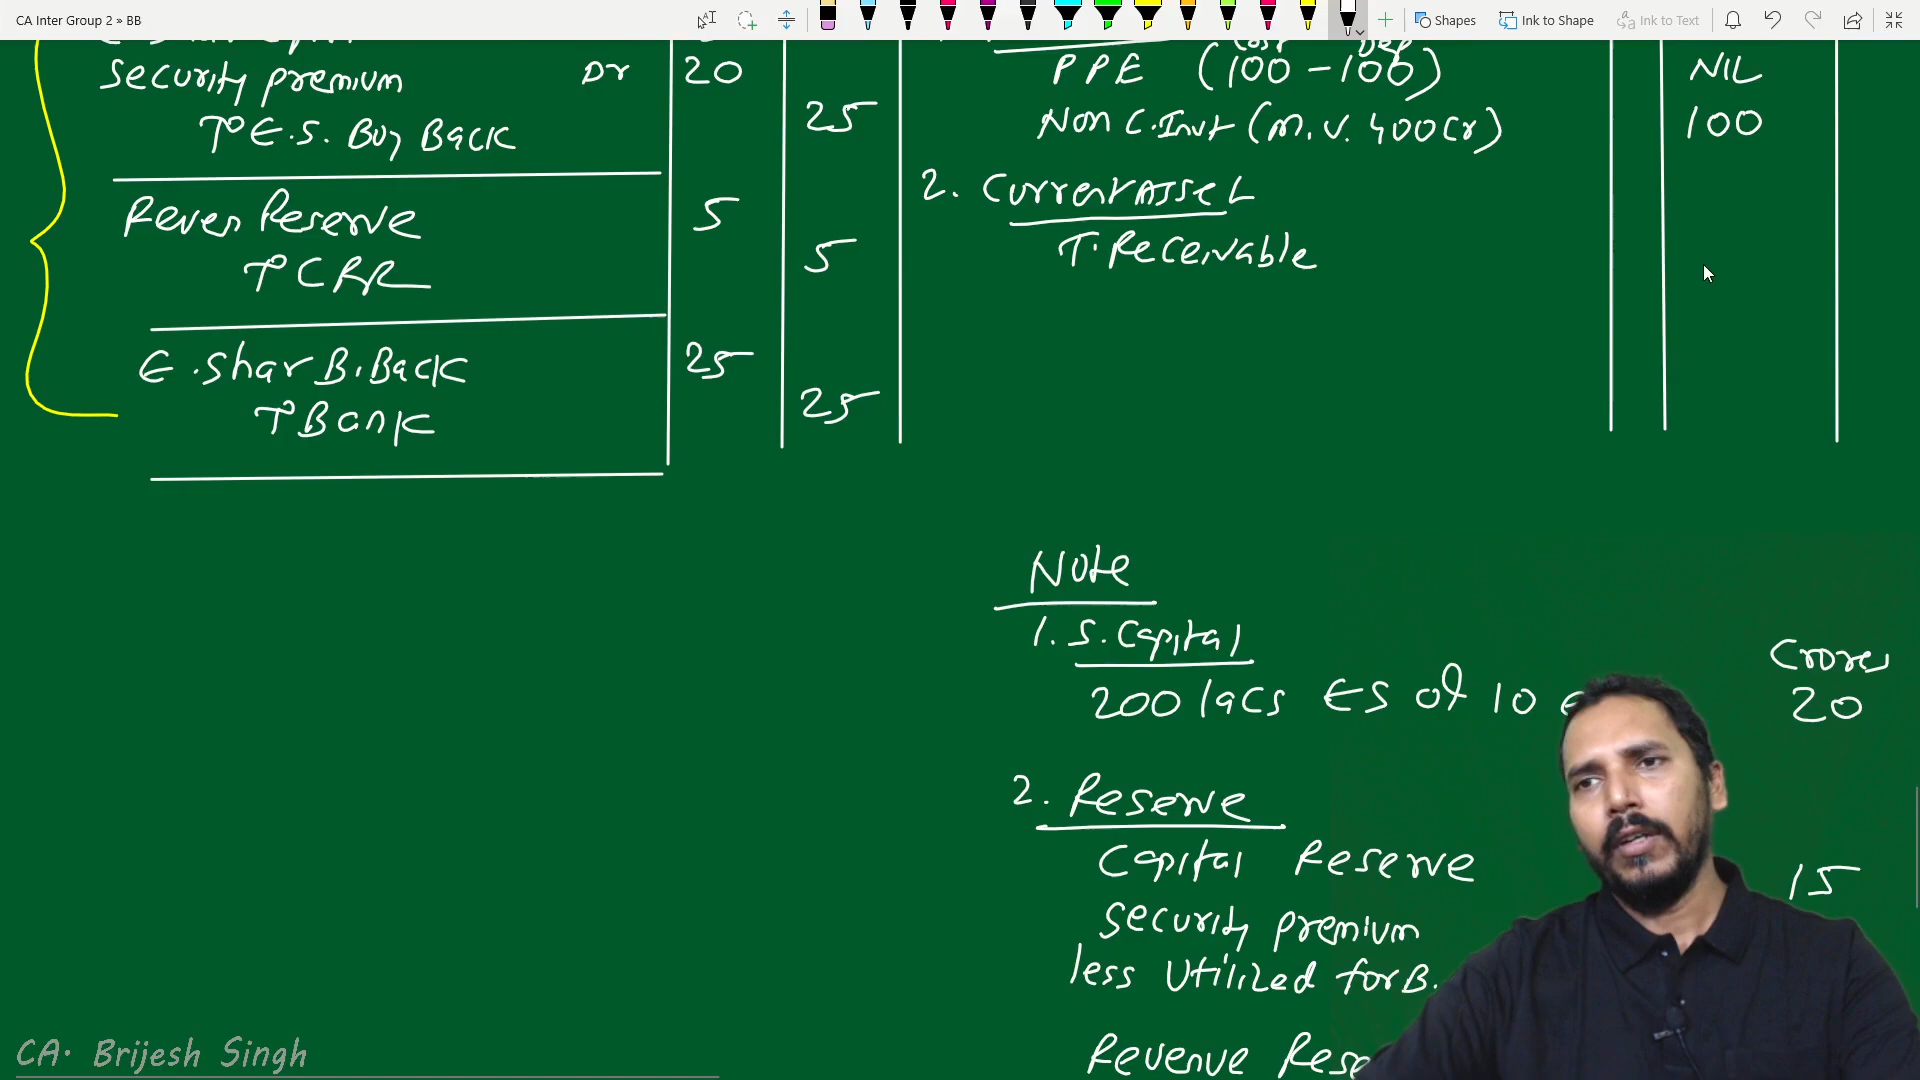 CA Inter Group 2 » BB
Shapes
Ink to Shape
Ink to Text
Security premium Dr 20
To E.S. Buy Back 25
Reven Reserve 5
To CRR 5
E. Shar B. Back 25
To Bank 25
PPE (100 - 100) NIL
Non C. Invt (M.V. 400 Cr) 100
2. Current Asset
T. Receivable
Note
1. S. Capital
Crores
200 lacs ES of 10 20
2. Reserve
Capital Reserve 15
Security premium
less Utilized for B.
Revenue Rese
CA. Brijesh Singh